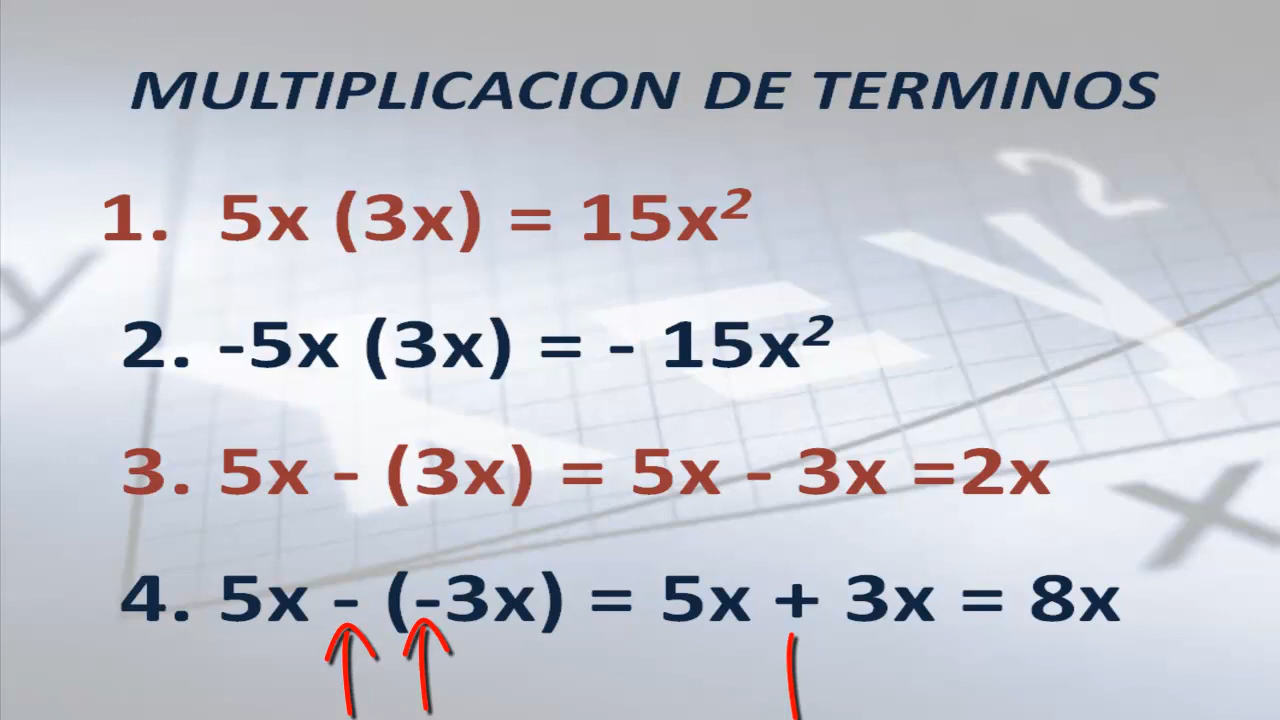 MULTIPLICACION DE TERMINOS
1. 5x (3x) = 15x²
2. -5x (3x) = - 15x²
3. 5x - (3x) = 5x - 3x =2x
4. 5x - (-3x) = 5x + 3x = 8x